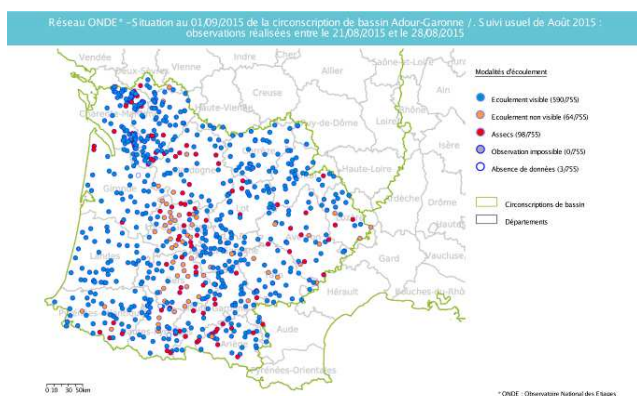 Réseau ONDE* -Situation au 01/09/2015 de la circonscription de bassin Adour-Garonne /. Suivi usuel de Août 2015 :
observations réalisées entre le 21/08/2015 et le 28/08/2015
Modalités d'écoulement
Ecoulement visible (590/755)
Ecoulement non visible (64/755)
Assecs (98/755)
Observation impossible (0/755)
Absence de données (3/755)
Circonscriptions de bassin
Départements
Vendée
Deux-Sèvres
Vienne
Indre
Cher
Saône-et-Loire
Allier
Creuse
Ain
Haute-Vienne
Loire
Rhône
Isère
Haute-Loire
Gironde
Ardèche
Drôme
Landes
Gard
Vaucluse
Hérault
Bouches-du-Rhône
Aude
Pyrénées-Orientales
0 10 30 50km
* ONDE : Observatoire National des Etiages